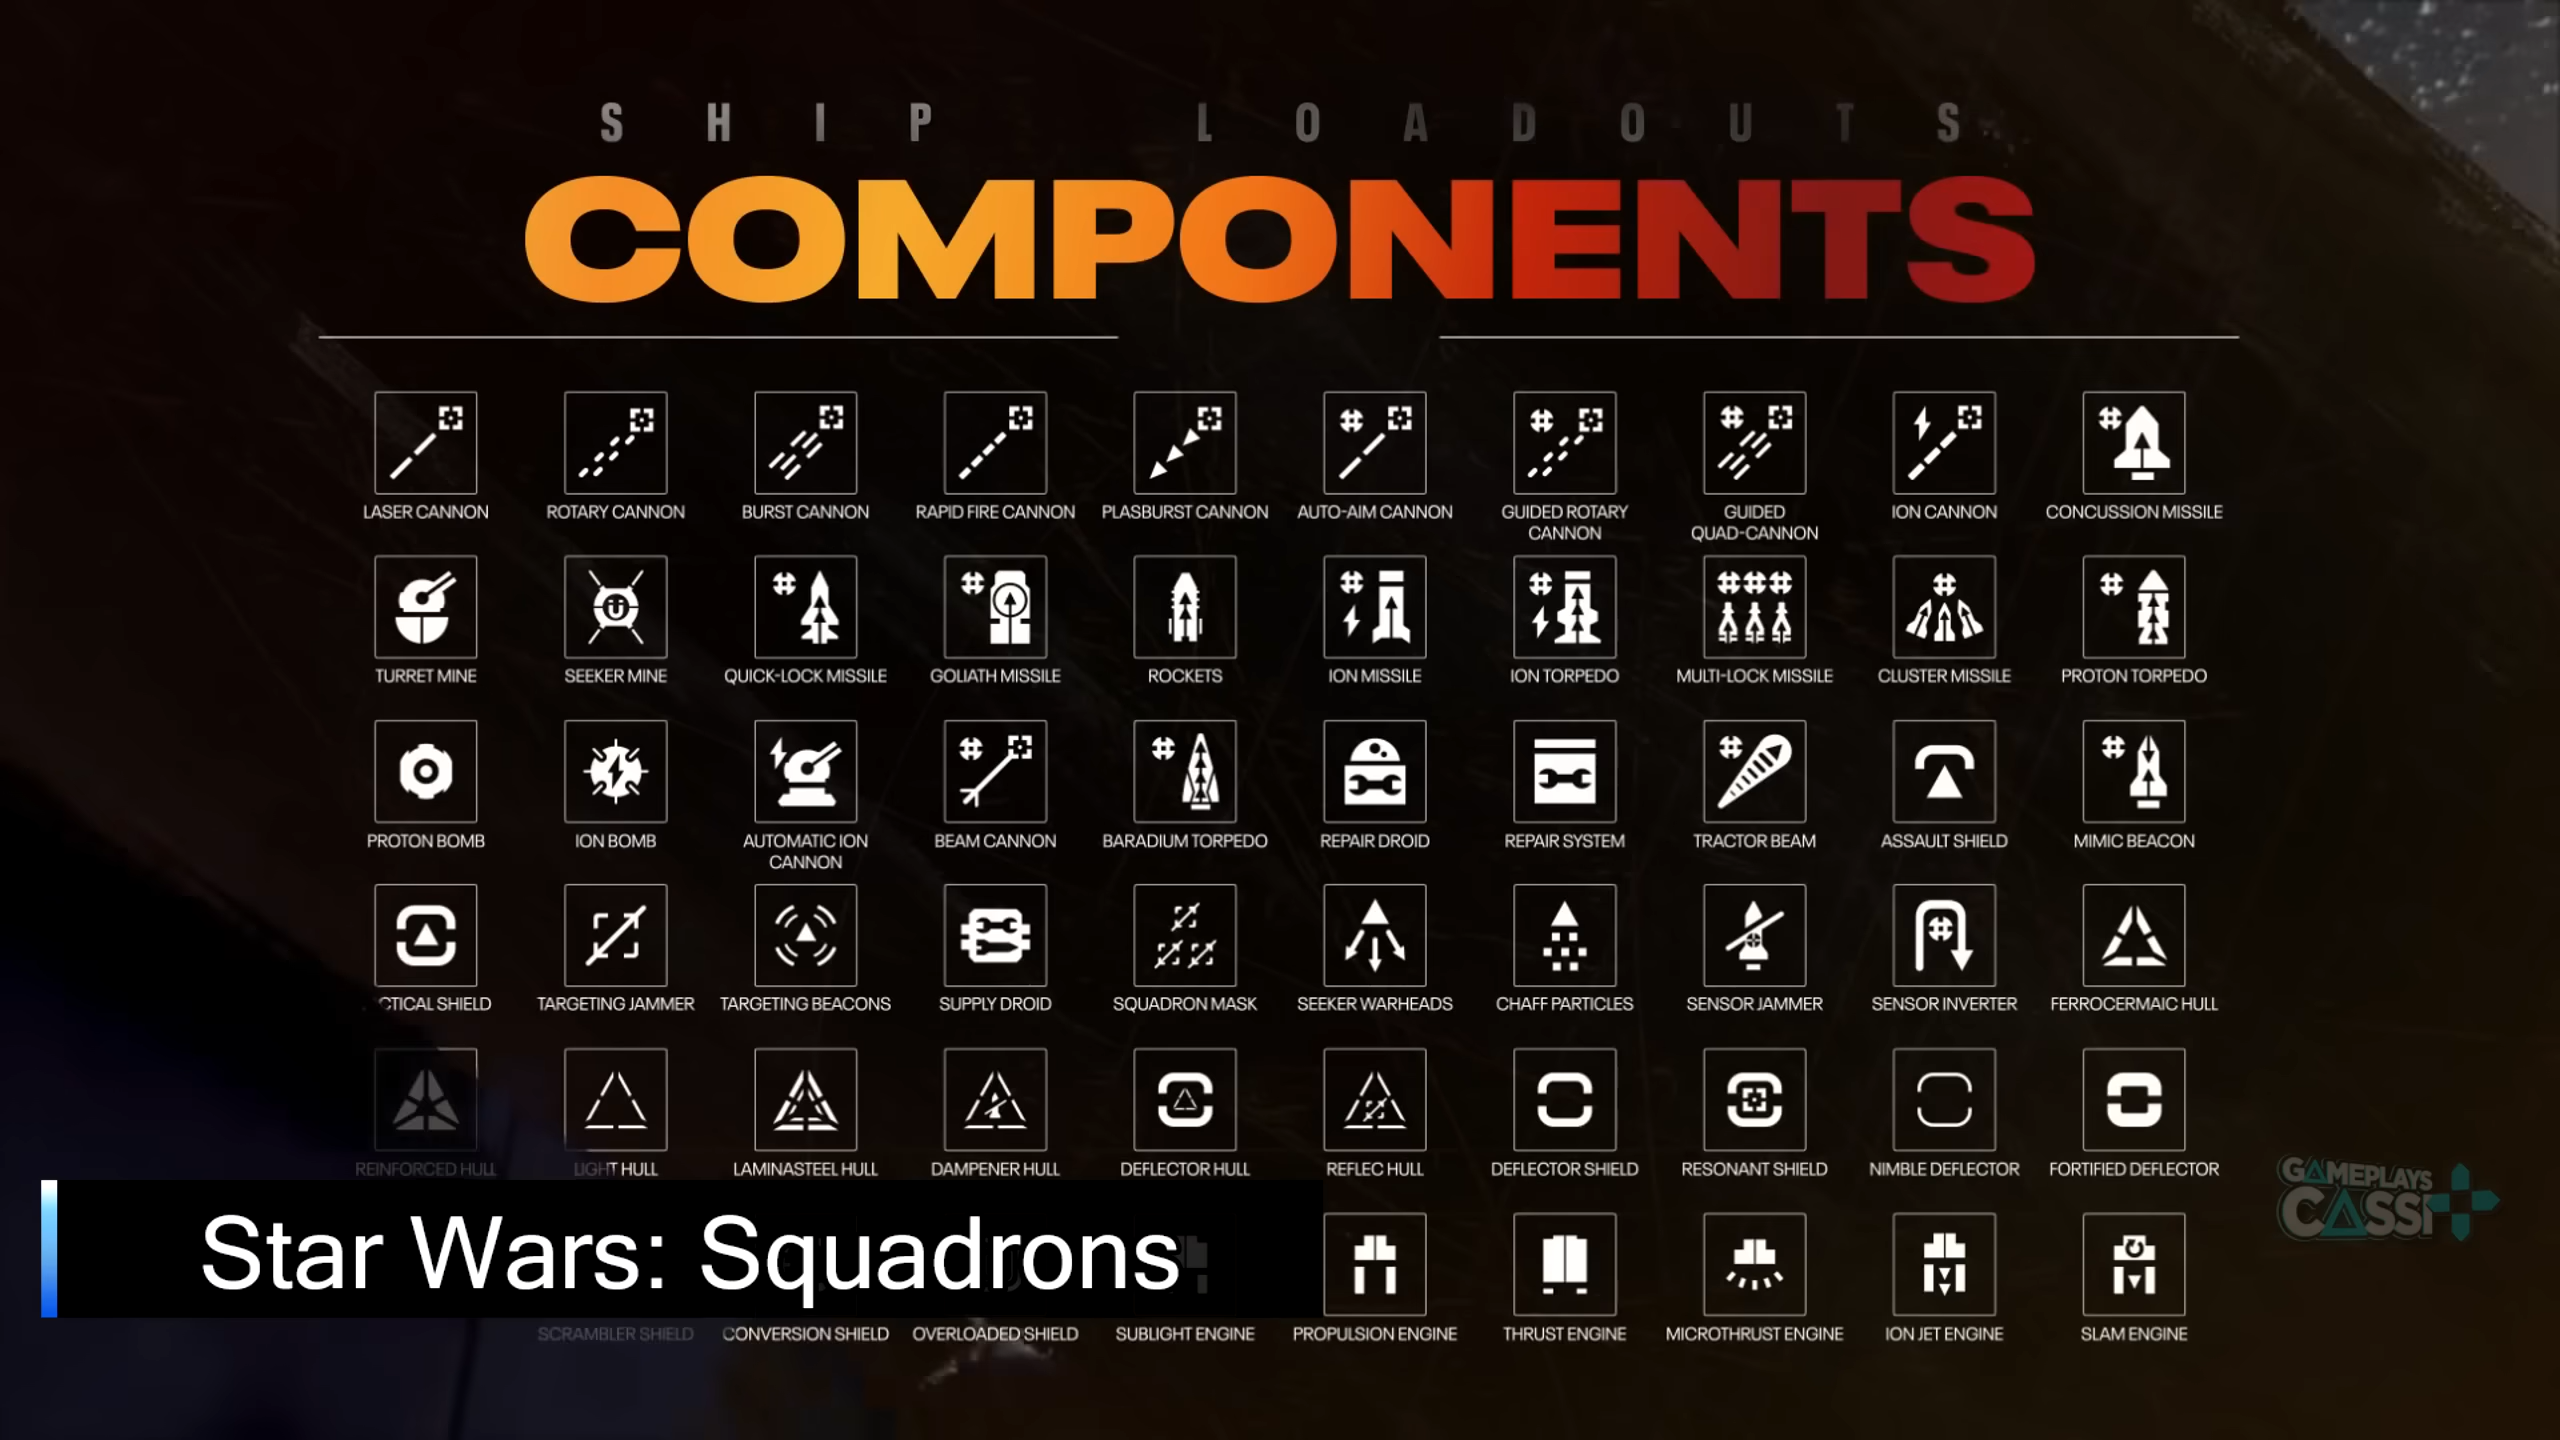 SHIP LOADOUTS
COMPONENTS
LASER CANNON ROTARY CANNON BURST CANNON RAPID FIRE CANNON PLASBURST CANNON AUTO-AIM CANNON GUIDED ROTARY GUIDED ION CANNON CONCUSSION MISSILE
CANNON QUAD-CANNON
TURRET MINE SEEKER MINE QUICK-LOCK MISSILE GOLIATH MISSILE ROCKETS ION MISSILE ION TORPEDO MULTI-LOCK MISSILE CLUSTER MISSILE PROTON TORPEDO
PROTON BOMB ION BOMB AUTOMATIC ION BEAM CANNON BARADIUM TORPEDO REPAIR DROID REPAIR SYSTEM TRACTOR BEAM ASSAULT SHIELD MIMIC BEACON
CANNON
CTICAL SHIELD TARGETING JAMMER TARGETING BEACONS SUPPLY DROID SQUADRON MASK SEEKER WARHEADS CHAFF PARTICLES SENSOR JAMMER SENSOR INVERTER FERROCERMAIC HULL
REINFORCED HULL LIGHT HULL LAMINASTEEL HULL DAMPENER HULL DEFLECTOR HULL REFLEC HULL DEFLECTOR SHIELD RESONANT SHIELD NIMBLE DEFLECTOR FORTIFIED DEFLECTOR
GAMEPLAYS
CASSI
Star Wars: Squadrons
SCRAMBLER SHIELD CONVERSION SHIELD OVERLOADED SHIELD SUBLIGHT ENGINE PROPULSION ENGINE THRUST ENGINE MICROTHRUST ENGINE ION JET ENGINE SLAM ENGINE